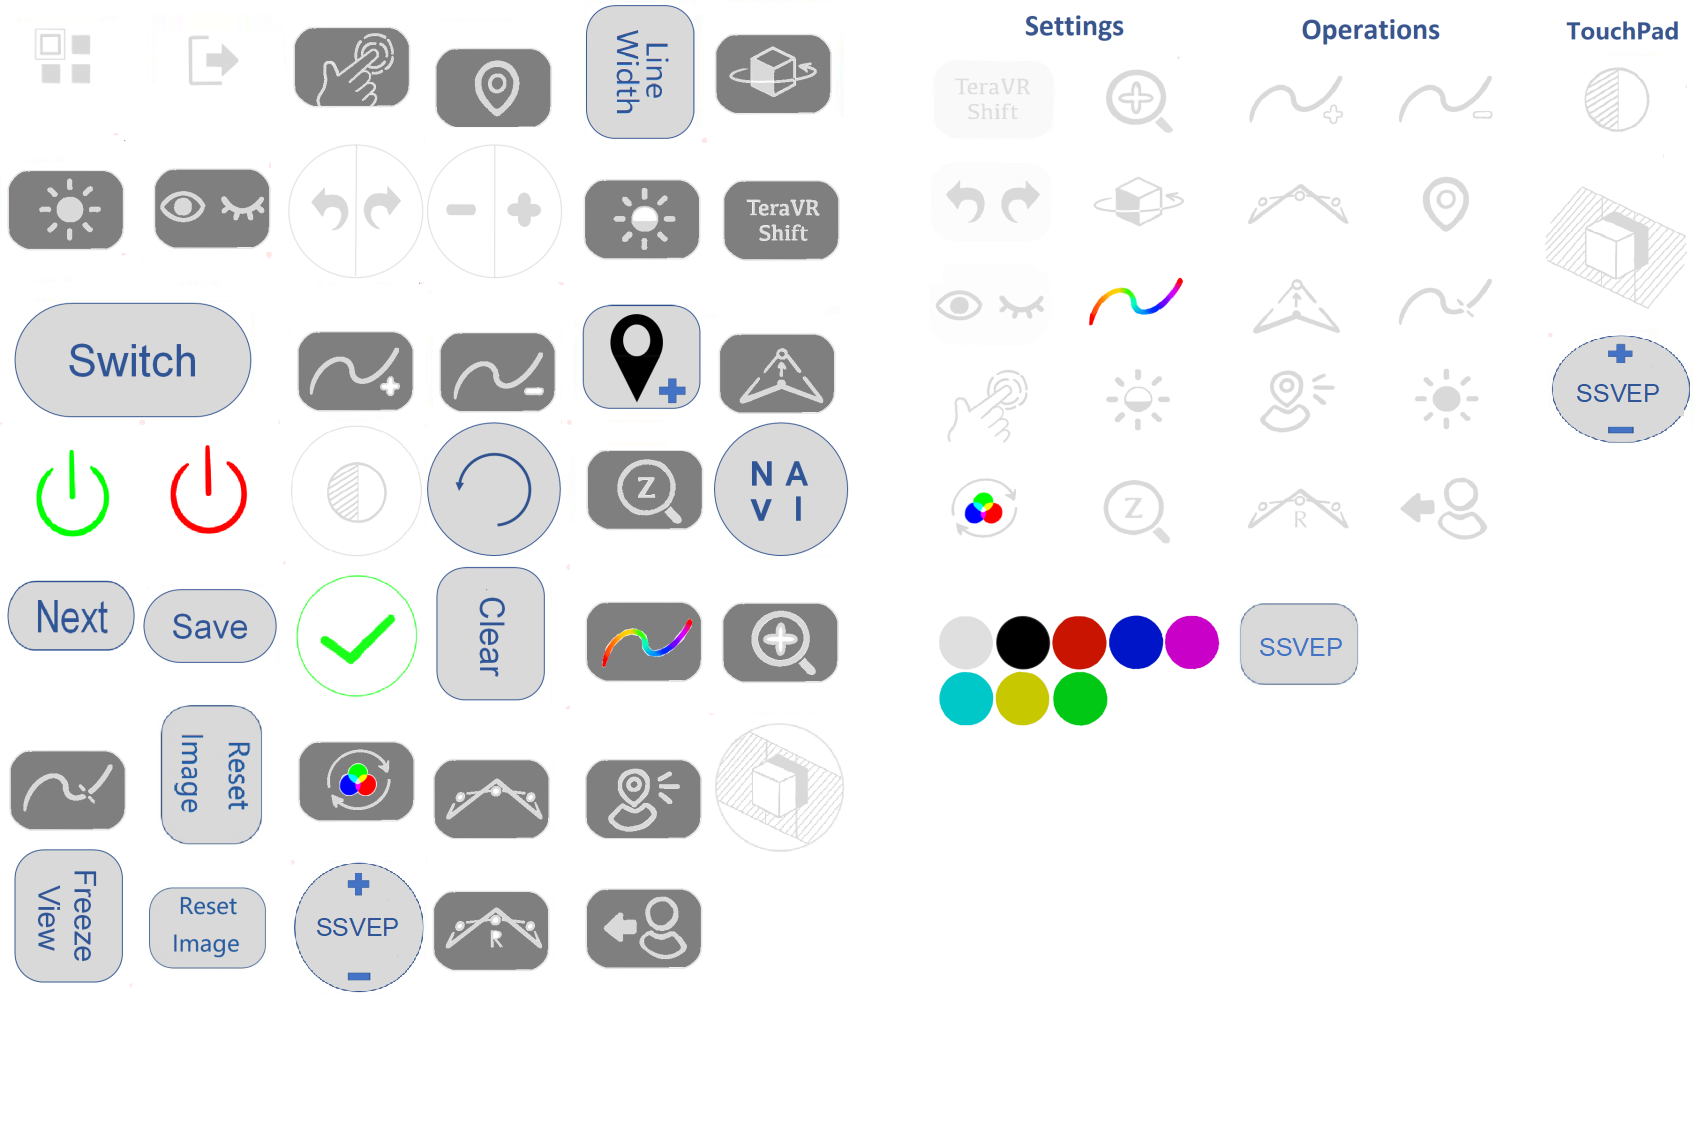 Line
Width
TeraVR
Shift
Switch
Z
N A
V I
Next
Save
Clear
Reset
Image
R
Freeze
View
Reset
Image
SSVEP
R
Settings
Operations
TouchPad
TeraVR
Shift
SSVEP
Z
R
SSVEP